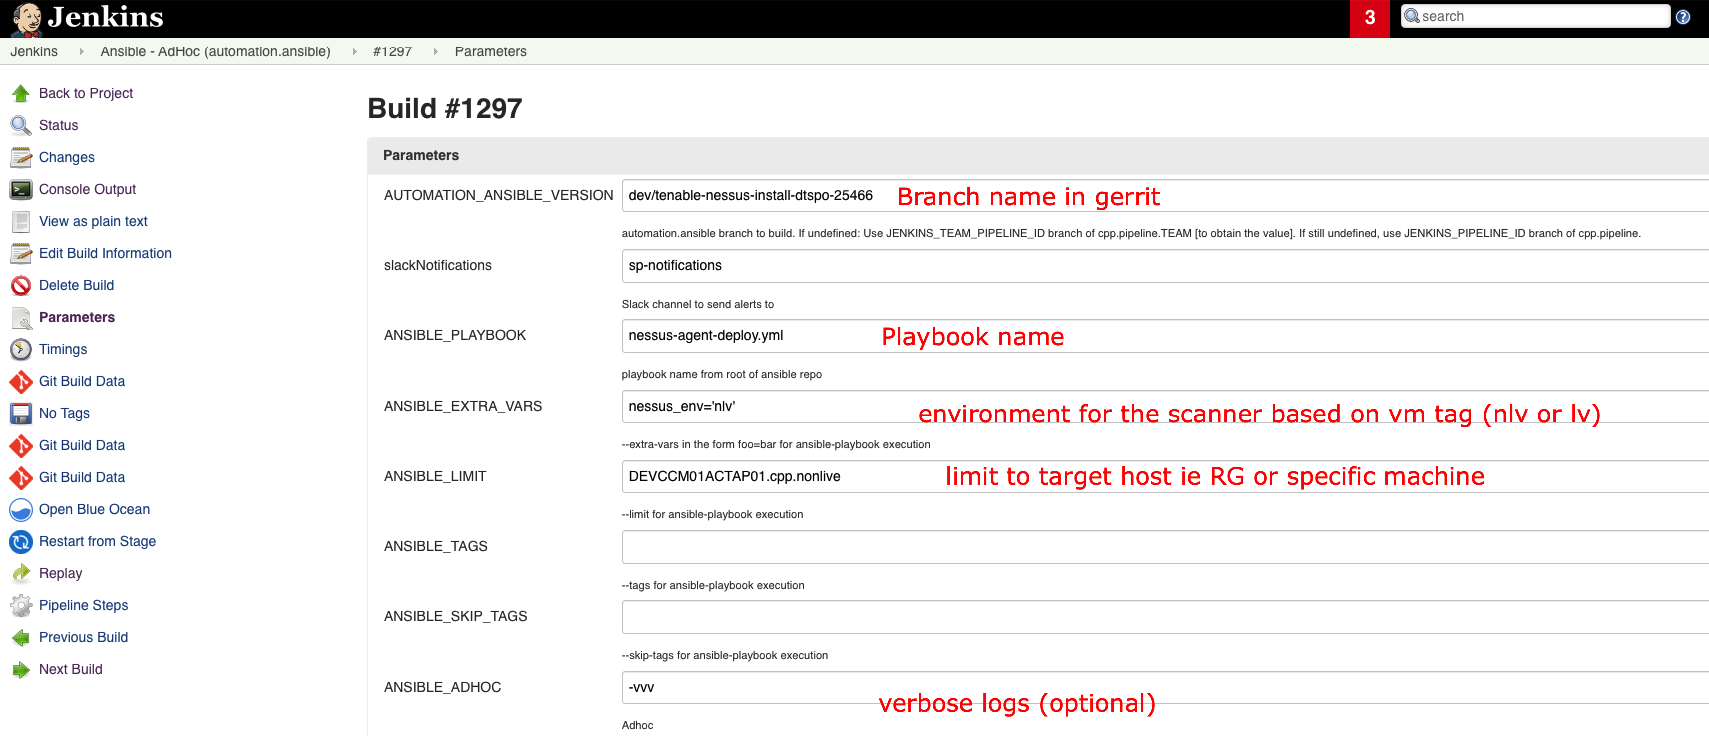 Jenkins
3
search
?
Jenkins
Ansible - AdHoc (automation.ansible)
#1297
Parameters
Back to Project
Status
Changes
Console Output
View as plain text
Edit Build Information
Delete Build
Parameters
Timings
Git Build Data
No Tags
Git Build Data
Git Build Data
Open Blue Ocean
Restart from Stage
Replay
Pipeline Steps
Previous Build
Next Build
Build #1297
Parameters
AUTOMATION_ANSIBLE_VERSION dev/tenable-nessus-install-dtspo-25466 Branch name in gerrit
automation.ansible branch to build. If undefined: Use JENKINS_TEAM_PIPELINE_ID branch of cpp.pipeline.TEAM [to obtain the value]. If still undefined, use JENKINS_PIPELINE_ID branch of cpp.pipeline.
slackNotifications sp-notifications
Slack channel to send alerts to
ANSIBLE_PLAYBOOK nessus-agent-deploy.yml Playbook name
playbook name from root of ansible repo
ANSIBLE_EXTRA_VARS nessus_env='nlv' environment for the scanner based on vm tag (nlv or lv)
--extra-vars in the form foo=bar for ansible-playbook execution
ANSIBLE_LIMIT DEVCCM01ACTAP01.cpp.nonlive limit to target host ie RG or specific machine
--limit for ansible-playbook execution
ANSIBLE_TAGS
--tags for ansible-playbook execution
ANSIBLE_SKIP_TAGS
--skip-tags for ansible-playbook execution
ANSIBLE_ADHOC -vvv verbose logs (optional)
Adhoc